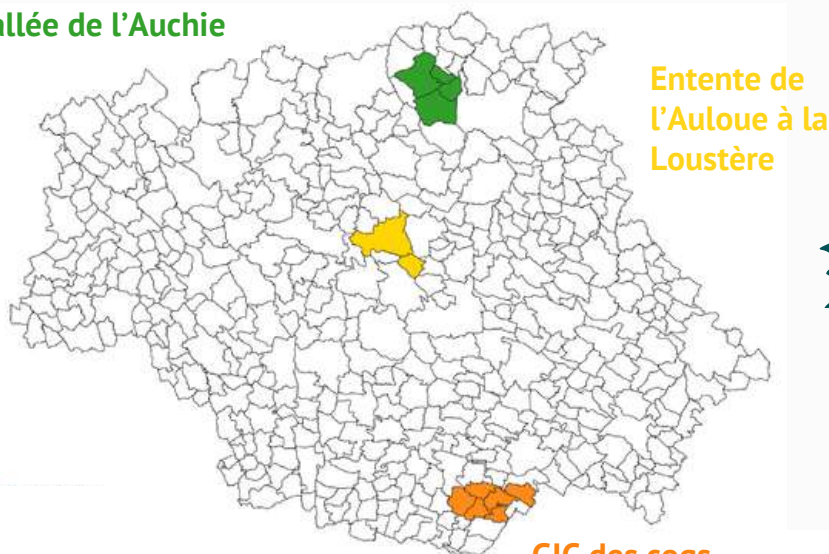 allée de l'Auchie
Entente de
l'Auloue à la
Loustère
GIC des coqs